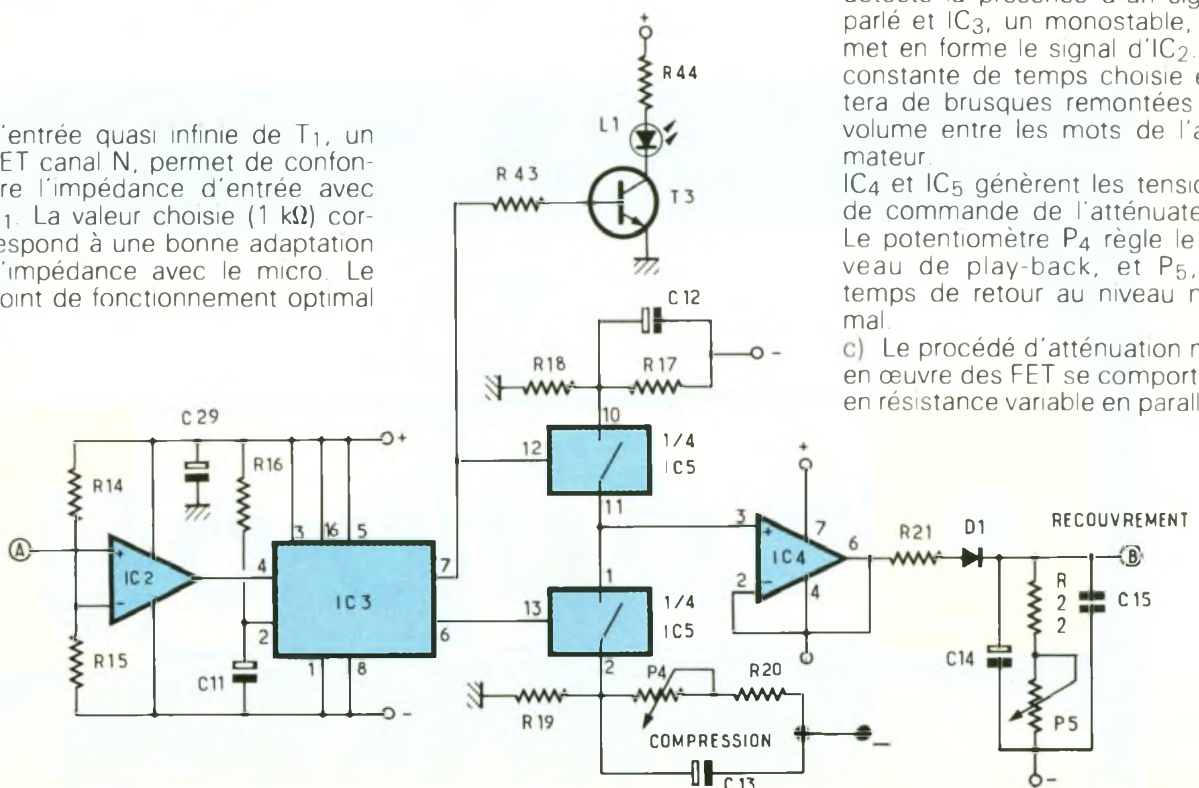 'entrée quasi infinie de T1, un
ET canal N, permet de confon-
re l'impédance d'entrée avec
1. La valeur choisie (1 kΩ) cor-
espond à une bonne adaptation
'impédance avec le micro. Le
oint de fonctionnement optimal
détecte la présence d'un sig
parlé et IC3, un monostable,
met en forme le signal d'IC2.
constante de temps choisie é
tera de brusques remontées
volume entre les mots de l'a
mateur.
IC4 et IC5 génèrent les tensio
de commande de l'atténuate
Le potentiomètre P4 règle le
veau de play-back, et P5,
temps de retour au niveau n
mal.
c) Le procédé d'atténuation m
en œuvre des FET se comport
en résistance variable en parall
+
R44
L1
R 43
T3
C12
-
R18
R17
10
12
1/4
IC5
11
C 29
+
R14
R16
3
16
5
A
+
-
IC2
4
IC3
7
6
2
R15
C11
1
8
-
1
13
1/4
IC5
2
R19
P4
R20
COMPRESSION
C13
-
+
3
7
IC4
6
2
4
-
R21
D1
RECOUVREMENT
B
R22
C15
C14
P5
-